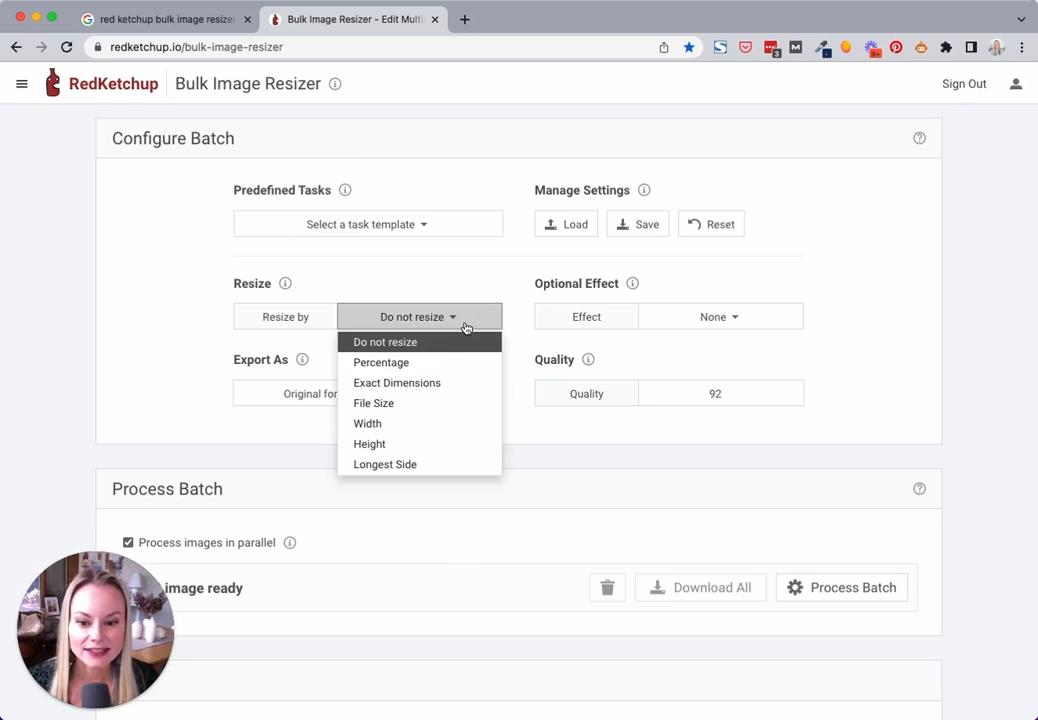 red ketchup bulk image resizer
Bulk Image Resizer - Edit Multi
redketchup.io/bulk-image-resizer
3
9+
RedKetchup
Bulk Image Resizer
Sign Out
Configure Batch
Predefined Tasks
Manage Settings
Select a task template
Load
Save
Reset
Resize
Optional Effect
Resize by
Do not resize
Effect
None
Do not resize
Percentage
Exact Dimensions
File Size
Width
Height
Longest Side
Export As
Quality
Original for
Quality
92
Process Batch
Process images in parallel
image ready
Download All
Process Batch